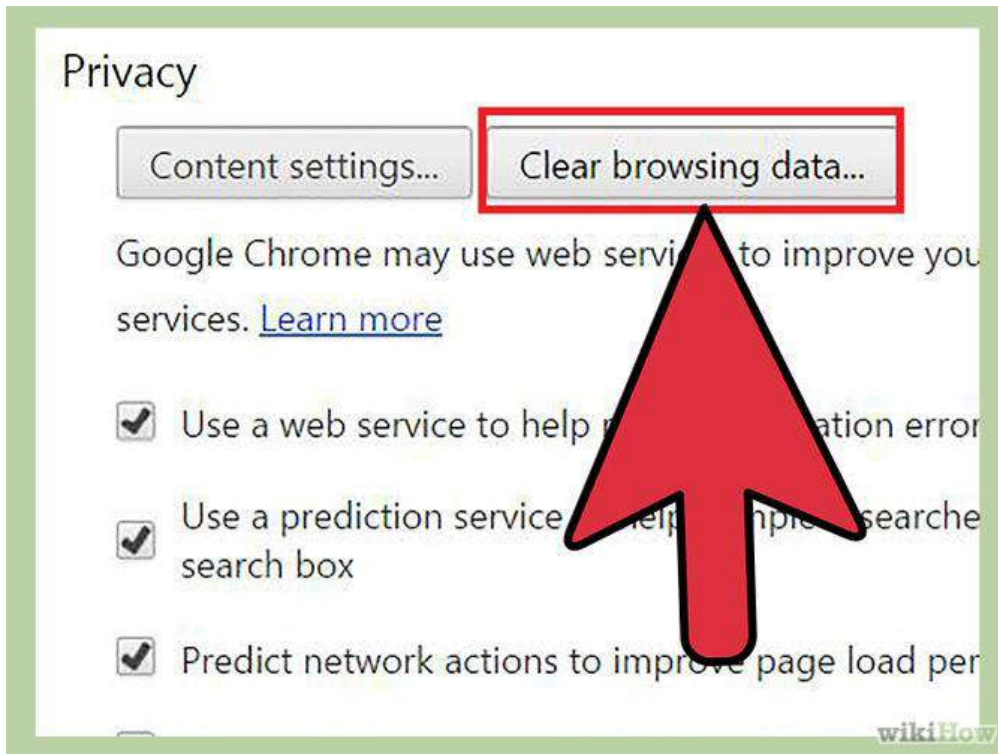 Privacy
Content settings... Clear browsing data...
Google Chrome may use web to improve you
services. Learn more
Use a web service to help error
Use a prediction service searche
search box
Predict network actions to improve page load per
wikiHow